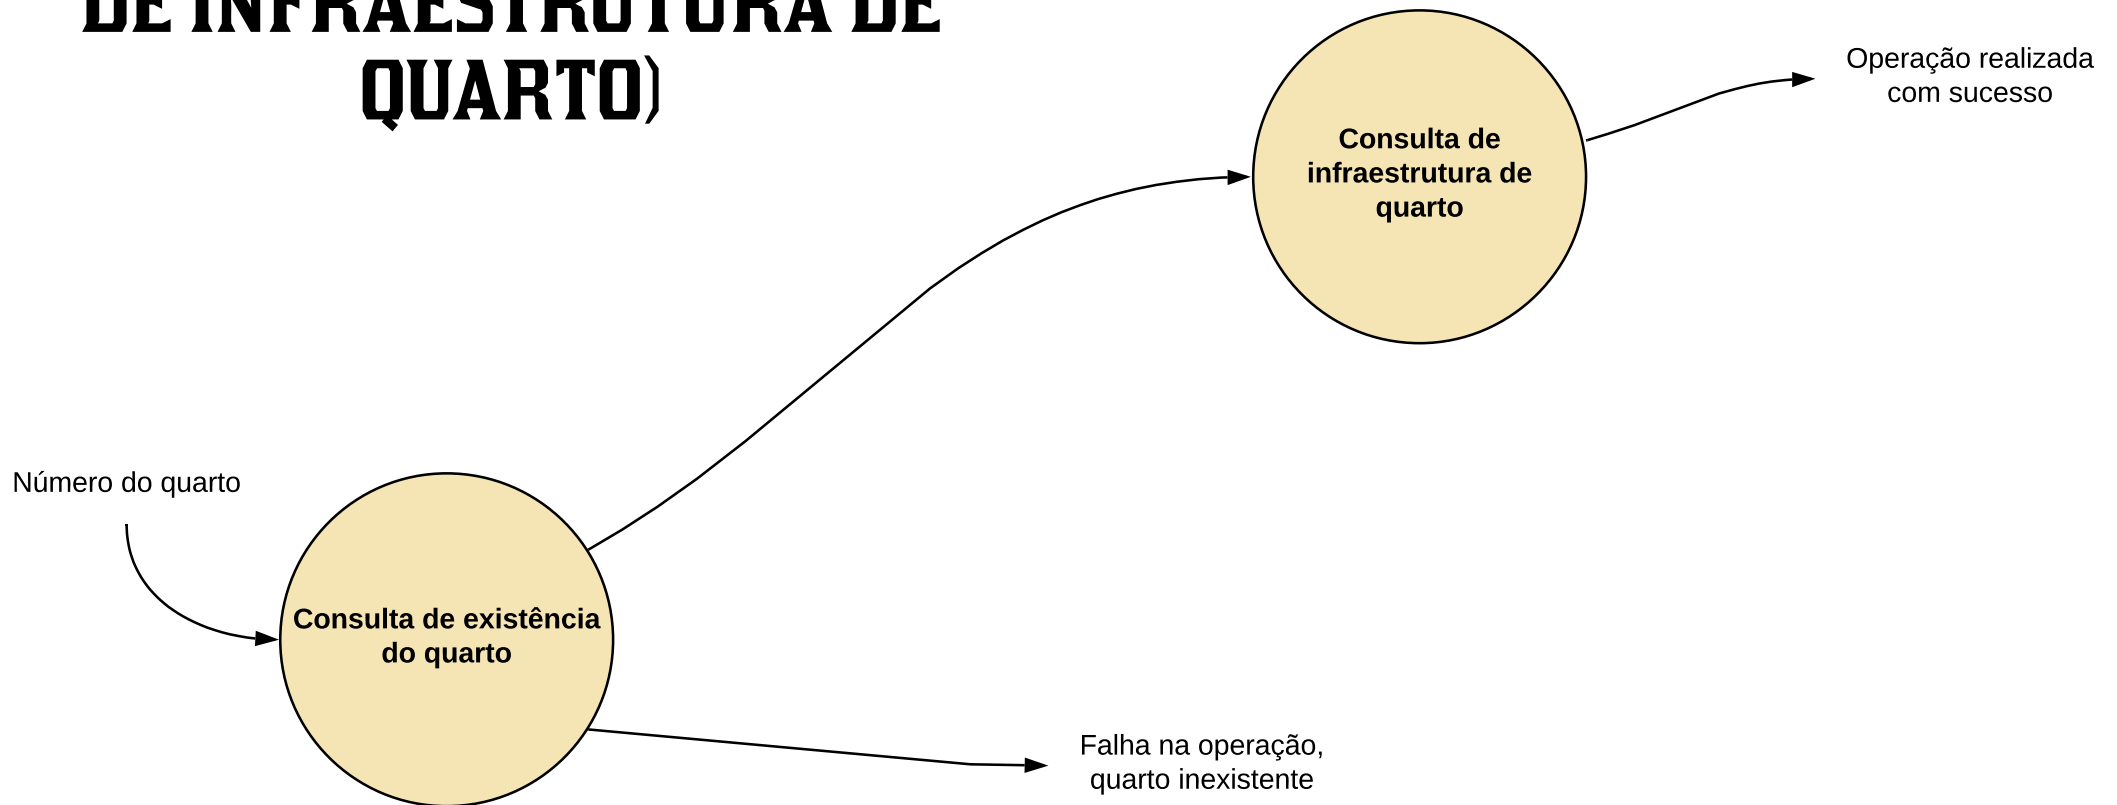 DE INFRAESTRUTURA DE
QUARTO)
Operação realizada
com sucesso
Consulta de
infraestrutura de
quarto
Número do quarto
Consulta de existência
do quarto
Falha na operação,
quarto inexistente